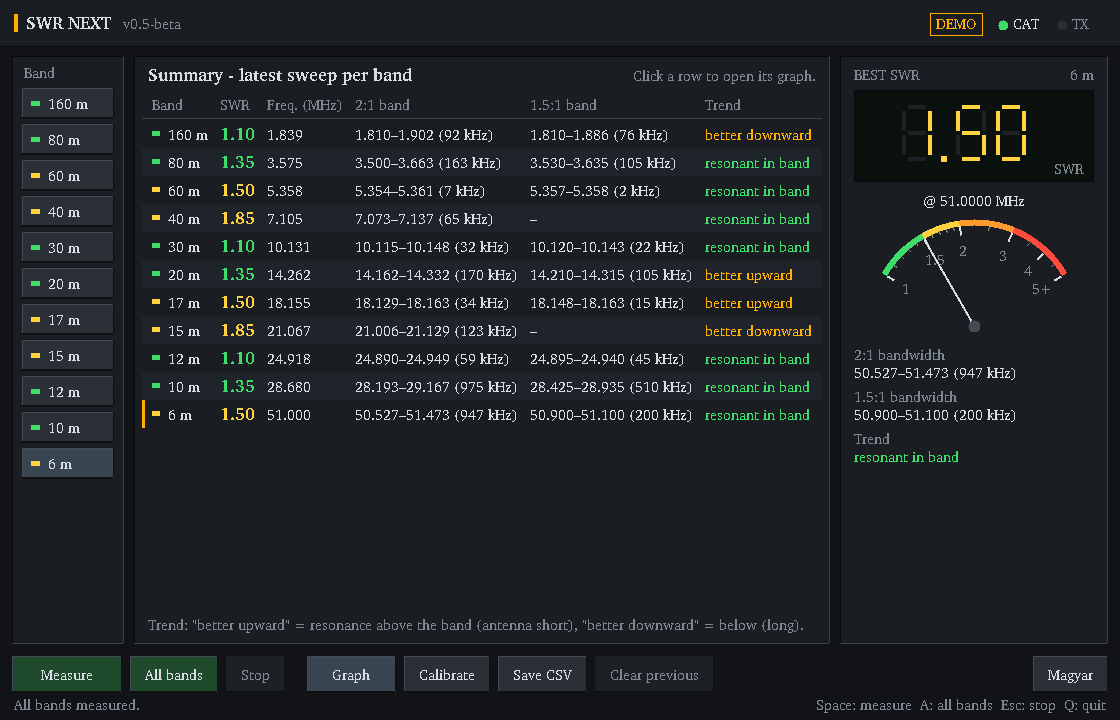 SWR NEXT v0.5-beta DEMO CAT TX
Band
160 m
80 m
60 m
40 m
30 m
20 m
17 m
15 m
12 m
10 m
6 m
Summary - latest sweep per band Click a row to open its graph.
Band SWR Freq. (MHz) 2:1 band 1.5:1 band Trend
160 m 1.10 1.839 1.810–1.902 (92 kHz) 1.810–1.886 (76 kHz) better downward
80 m 1.35 3.575 3.500–3.663 (163 kHz) 3.530–3.635 (105 kHz) resonant in band
60 m 1.50 5.358 5.354–5.361 (7 kHz) 5.357–5.358 (2 kHz) resonant in band
40 m 1.85 7.105 7.073–7.137 (65 kHz) – resonant in band
30 m 1.10 10.131 10.115–10.148 (32 kHz) 10.120–10.143 (22 kHz) resonant in band
20 m 1.35 14.262 14.162–14.332 (170 kHz) 14.210–14.315 (105 kHz) better upward
17 m 1.50 18.155 18.129–18.163 (34 kHz) 18.148–18.163 (15 kHz) better upward
15 m 1.85 21.067 21.006–21.129 (123 kHz) – better downward
12 m 1.10 24.918 24.890–24.949 (59 kHz) 24.895–24.940 (45 kHz) resonant in band
10 m 1.35 28.680 28.193–29.167 (975 kHz) 28.425–28.935 (510 kHz) resonant in band
6 m 1.50 51.000 50.527–51.473 (947 kHz) 50.900–51.100 (200 kHz) resonant in band
Trend: "better upward" = resonance above the band (antenna short), "better downward" = below (long).
BEST SWR 6 m
1.50
SWR
@ 51.0000 MHz
1 1.5 2 3 4 5+
2:1 bandwidth
50.527–51.473 (947 kHz)
1.5:1 bandwidth
50.900–51.100 (200 kHz)
Trend
resonant in band
Measure All bands Stop Graph Calibrate Save CSV Clear previous Magyar
All bands measured. Space: measure A: all bands Esc: stop Q: quit